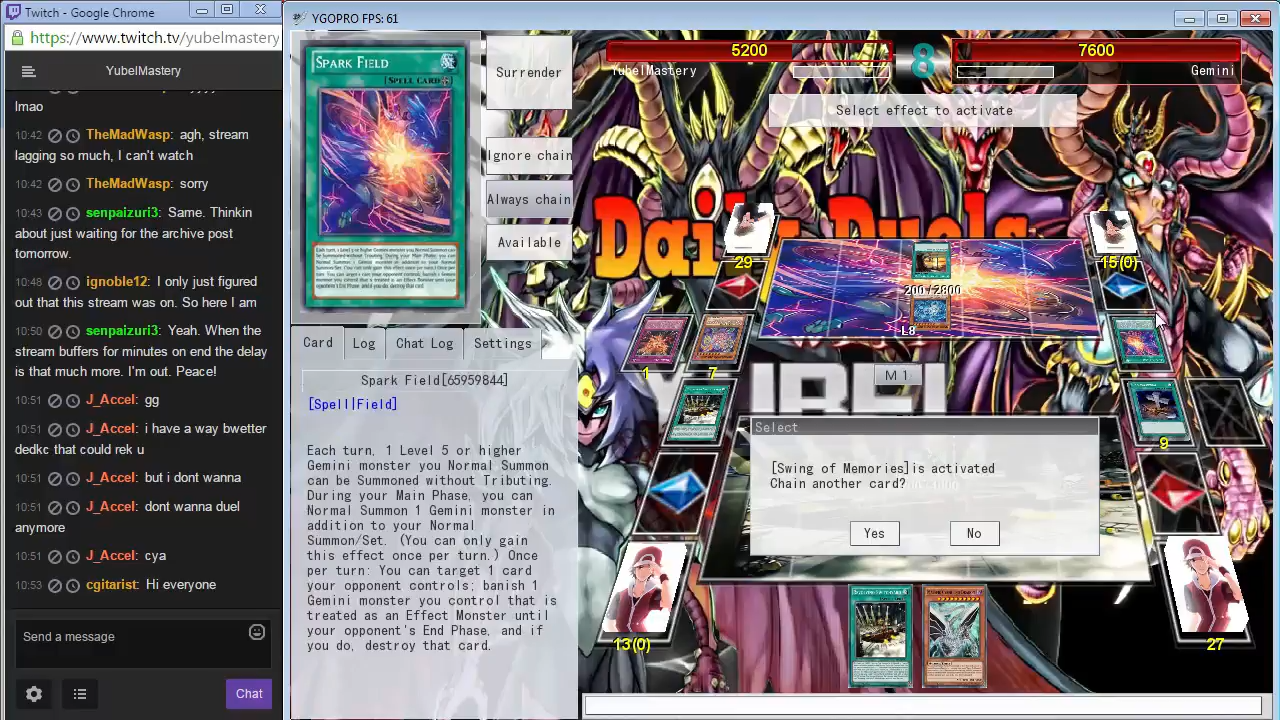 Twitch - Google Chrome
https://www.twitch.tv/yubelmastery
YubelMastery
lmao
10:42 TheMadWasp: agh, stream
lagging so much, I can't watch
10:42 TheMadWasp: sorry
10:43 senpaizuri3: Same. Thinkin
about just waiting for the archive post
tomorrow.
10:48 ignoble12: I only just figured
out that this stream was on. So here I am
10:50 senpaizuri3: Yeah. When the
stream buffers for minutes on end the delay
is that much more. I'm out. Peace!
10:51 J_Accel: gg
10:51 J_Accel: i have a way bwetter
dedkc that could rek u
10:51 J_Accel: but i dont wanna
10:51 J_Accel: dont wanna duel
anymore
10:51 J_Accel: cya
10:53 cgitarist: Hi everyone
Send a message
Chat
YGOPRO FPS: 61
Spark Field
[Spell Card]
Surrender
Ignore chain
Always chain
Available
Card
Log
Chat Log
Settings
Spark Field[65959844]
[Spell|Field]
Each turn, 1 Level 5 or higher
Gemini monster you Normal Summon
can be Summoned without Tributing.
During your Main Phase, you can
Normal Summon 1 Gemini monster in
addition to your Normal
Summon/Set. (You can only gain
this effect once per turn.) Once
per turn: You can target 1 card
your opponent controls; banish 1
Gemini monster you control that is
treated as an Effect Monster until
your opponent's End Phase, and if
you do, destroy that card.
5200
8
7600
YubelMastery
Gemini
Select effect to activate
Daily Duels
29
15(0)
200/2800
L8
1
7
M 1
YUBEL
9
Select
[Swing of Memories]is activated
Chain another card?
Yes
No
13(0)
27